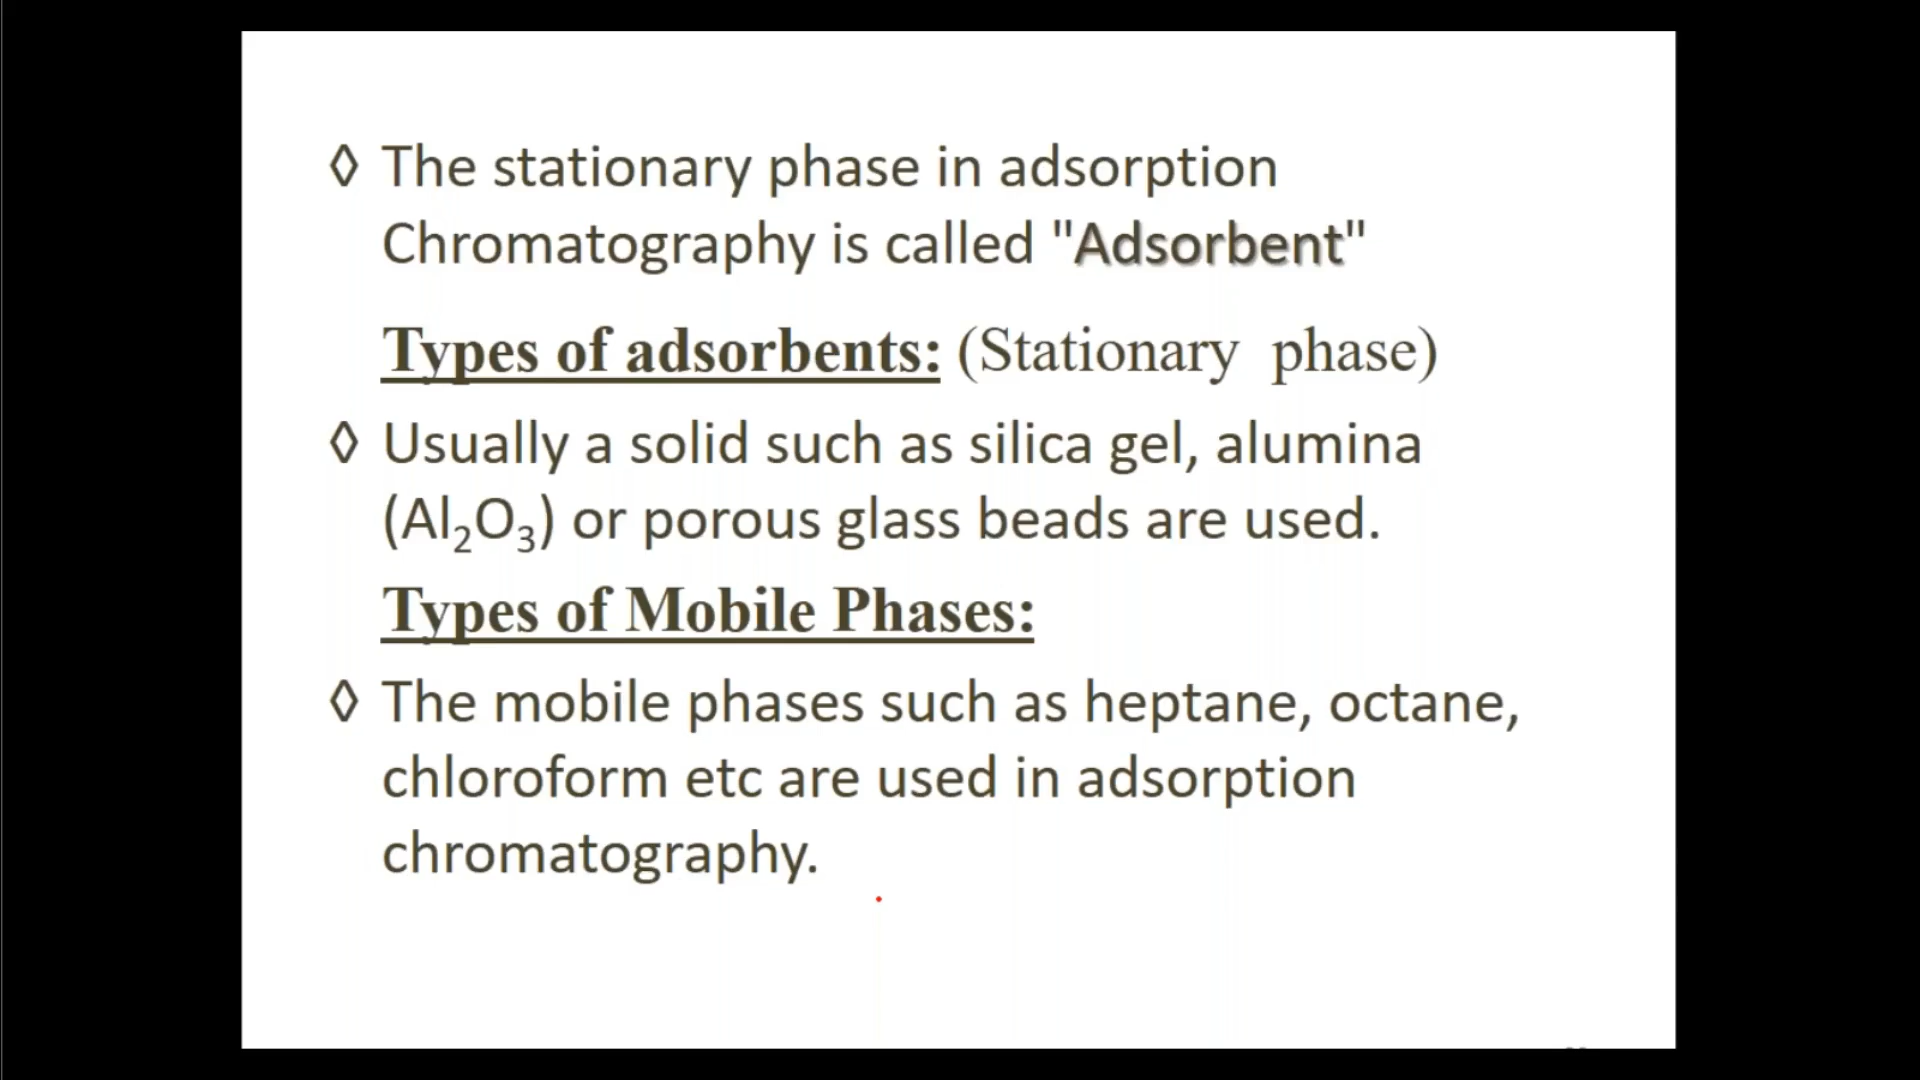 ◊ The stationary phase in adsorption
Chromatography is called "Adsorbent"
Types of adsorbents: (Stationary phase)
◊ Usually a solid such as silica gel, alumina
(Al₂O₃) or porous glass beads are used.
Types of Mobile Phases:
◊ The mobile phases such as heptane, octane,
chloroform etc are used in adsorption
chromatography.